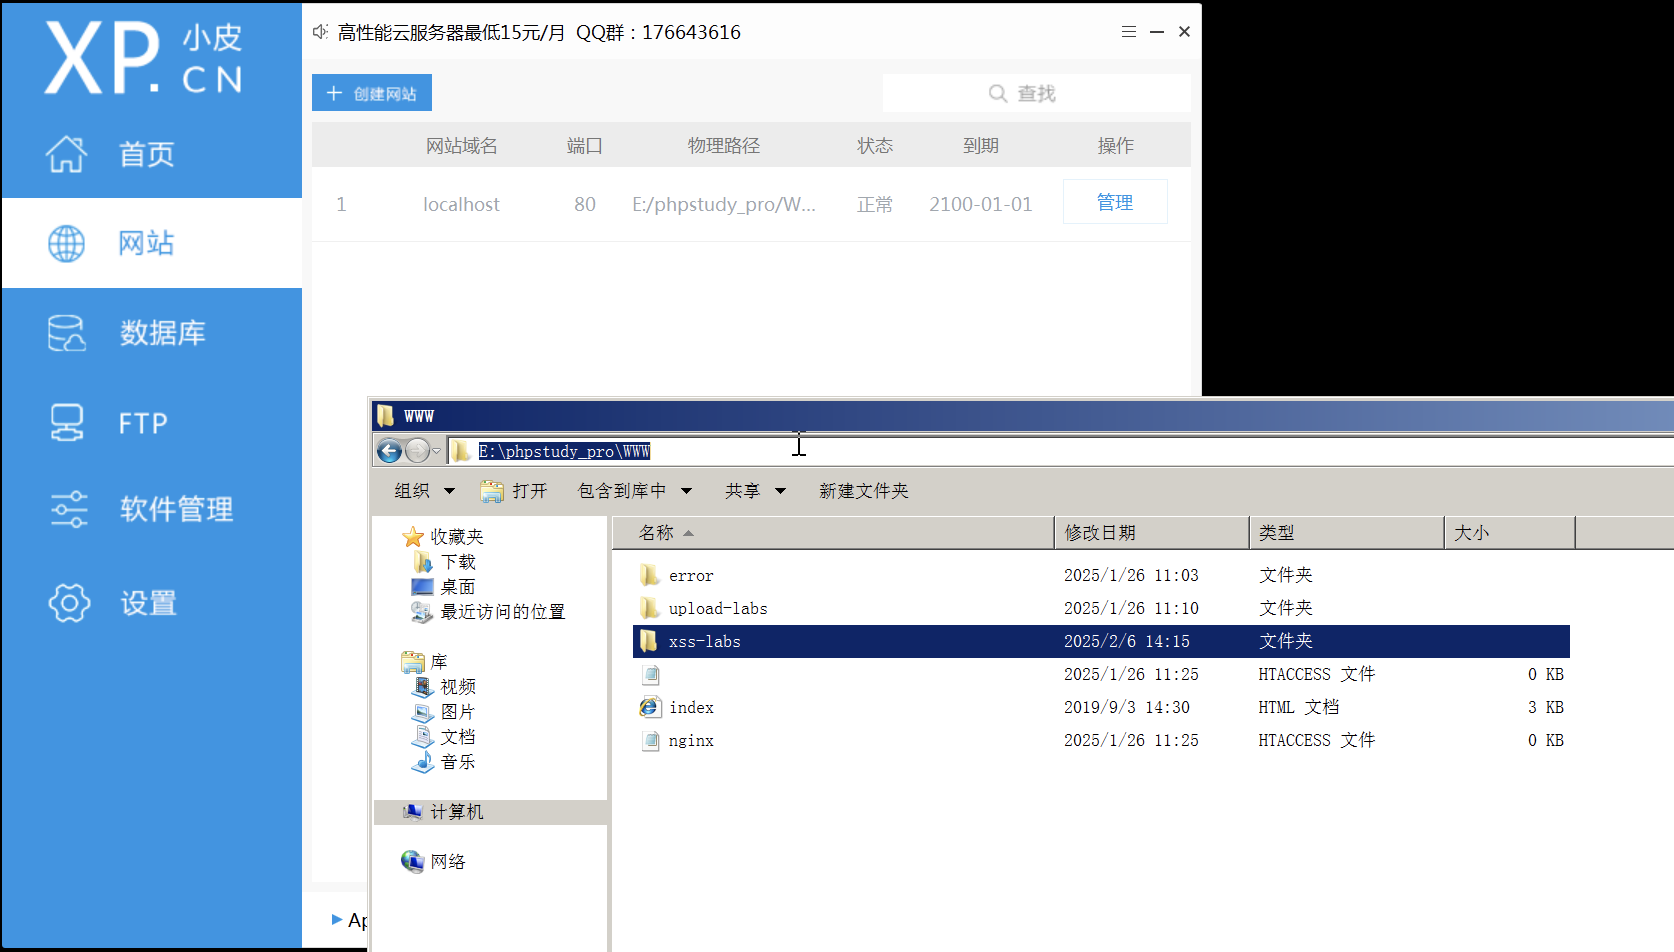 XP. 小皮 CN
高性能云服务器最低15元/月 QQ群：176643616
首页
网站
数据库
FTP
软件管理
设置
创建网站
查找
网站域名 端口 物理路径 状态 到期 操作
1 localhost 80 E:/phpstudy_pro/W... 正常 2100-01-01 管理
WWW
E:\phpstudy_pro\WWW
组织 打开 包含到库中 共享 新建文件夹
收藏夹
下载
桌面
最近访问的位置
库
视频
图片
文档
音乐
计算机
网络
名称 修改日期 类型 大小
error 2025/1/26 11:03 文件夹
upload-labs 2025/1/26 11:10 文件夹
xss-labs 2025/2/6 14:15 文件夹
2025/1/26 11:25 HTACCESS 文件 0 KB
index 2019/9/3 14:30 HTML 文档 3 KB
nginx 2025/1/26 11:25 HTACCESS 文件 0 KB